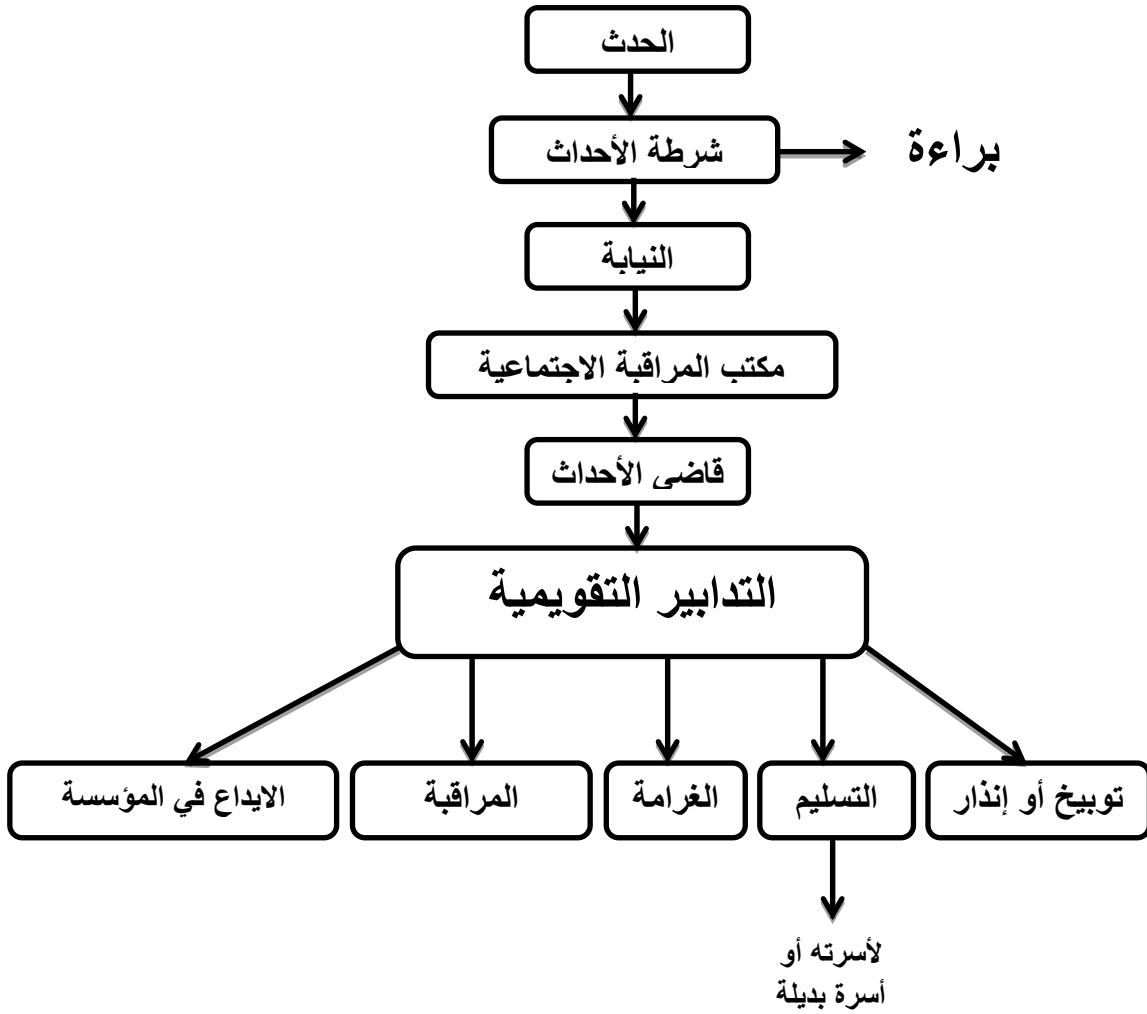 الحدث
شرطة الأحداث
براءة
النيابة
مكتب المراقبة الاجتماعية
قاضى الأحداث
التدابير التقويمية
توبيخ أو إنذار
التسليم
الغرامة
المراقبة
الايداع في المؤسسة
لأسرته أو
أسرة بديلة